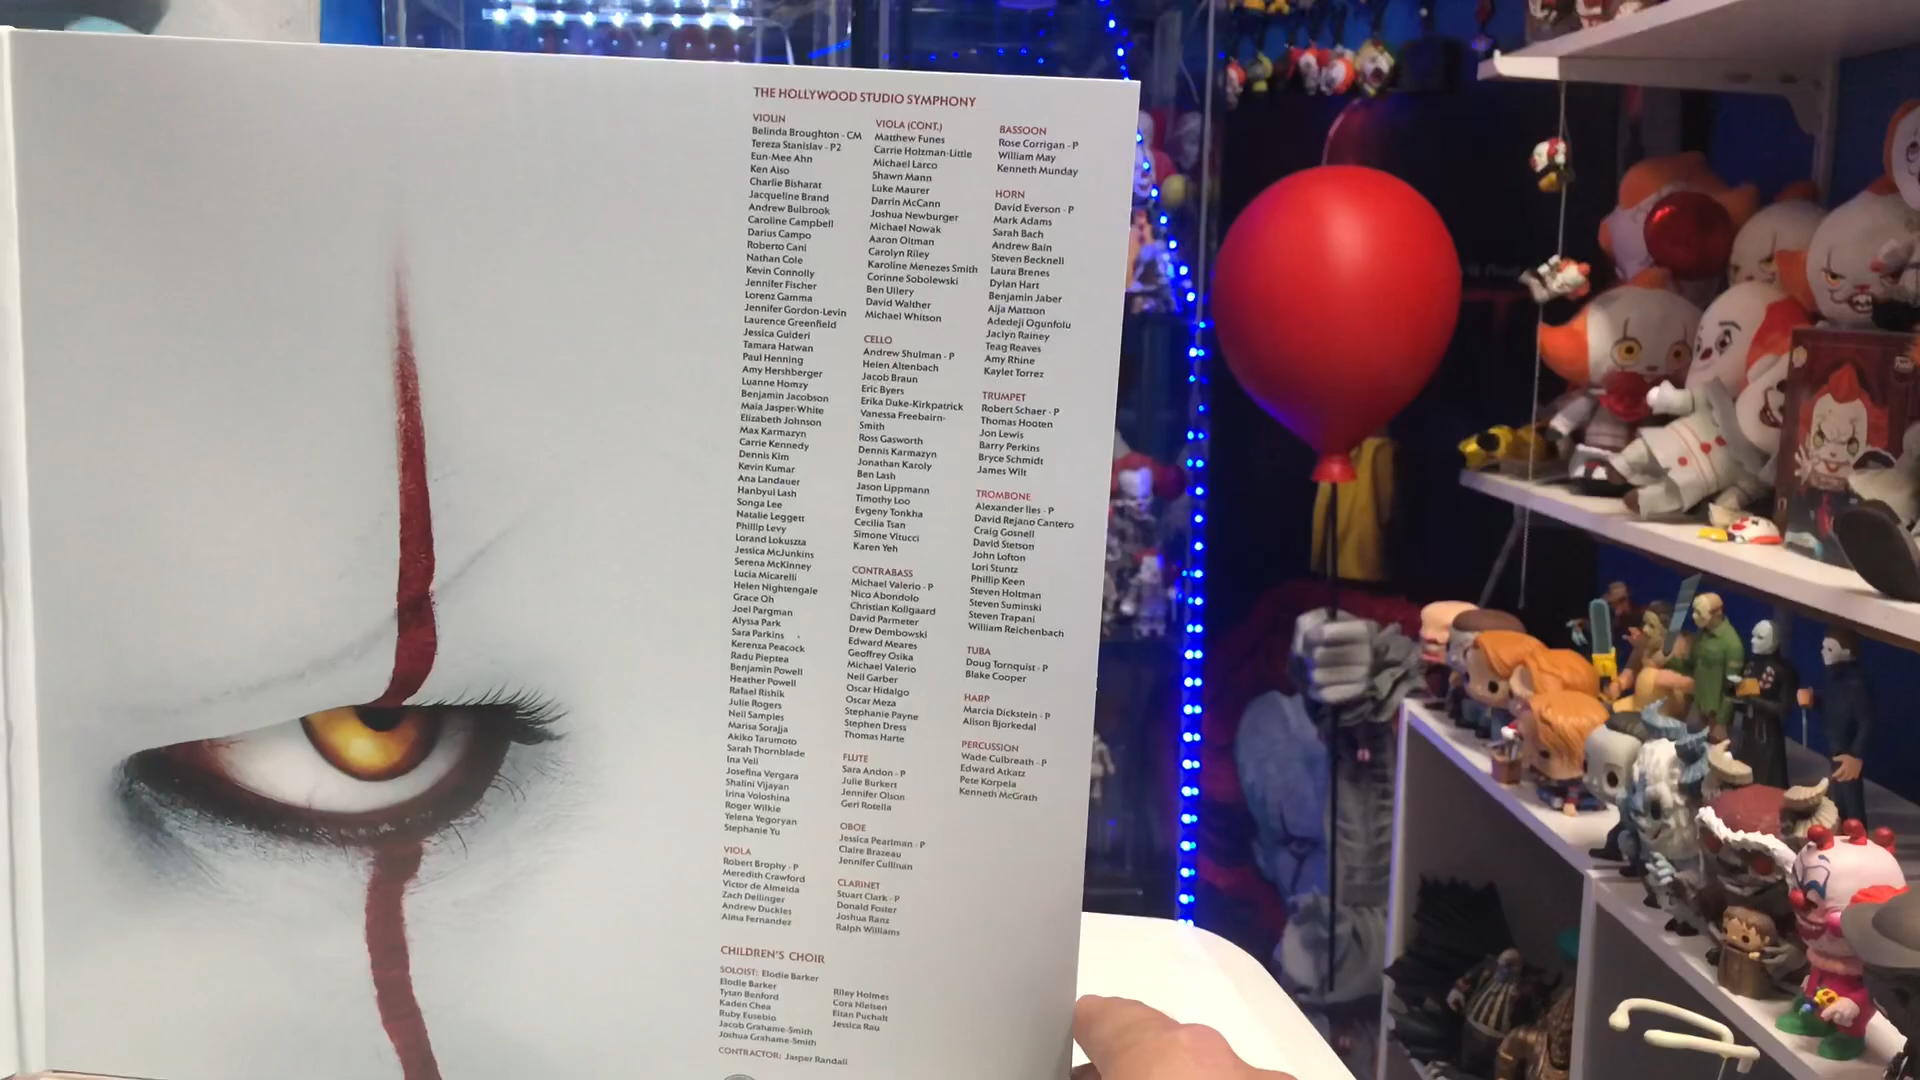 THE HOLLYWOOD STUDIO SYMPHONY
VIOLIN
Belinda Broughton - CM
Tereza Stanislav - P2
Eun-Mee Ahn
Ken Aiso
Charlie Bisharat
Jacqueline Brand
Andrew Bulbrook
Caroline Campbell
Darius Campo
Roberto Cani
Nathan Cole
Kevin Connolly
Jennifer Fischer
Lorenz Gamma
Jennifer Gordon-Levin
Laurence Greenfield
Jessica Guideri
Tamara Hatwan
Paul Henning
Amy Hershberger
Luanne Homzy
Benjamin Jacobson
Maia Jasper-White
Elizabeth Johnson
Max Karmazyn
Carrie Kennedy
Dennis Kim
Kevin Kumar
Ana Landauer
Hanbyul Lash
Songa Lee
Natalie Leggett
Phillip Levy
Lorand Lokuszta
Jessica McJunkins
Serena McKinney
Lucia Micarelli
Helen Nightengale
Grace Oh
Joel Pargman
Alyssa Park
Sara Parkins
Kerenza Peacock
Radu Pieptea
Benjamin Powell
Heather Powell
Rafael Rishik
Julie Rogers
Neil Samples
Marisa Sorajja
Akiko Tarumoto
Sarah Thornblade
Ina Veli
Josefina Vergara
Shalini Vijayan
Irina Voloshina
Roger Wilkie
Yelena Yegoryan
Stephanie Yu
VIOLA
Robert Brophy - P
Meredith Crawford
Victor de Almeida
Zach Dellinger
Andrew Duckles
Alma Fernandez
VIOLA (CONT.)
Matthew Funes
Carrie Holzman-Little
Michael Larco
Shawn Mann
Luke Maurer
Darrin McCann
Joshua Newburger
Michael Nowak
Aaron Oltman
Carolyn Riley
Karoline Menezes Smith
Corinne Sobolewski
Ben Ullery
David Walther
Michael Whitson
CELLO
Andrew Shulman - P
Helen Altenbach
Jacob Braun
Eric Byers
Erika Duke-Kirkpatrick
Vanessa Freebairn-
Smith
Ross Gasworth
Dennis Karmazyn
Jonathan Karoly
Ben Lash
Jason Lippmann
Timothy Loo
Evgeny Tonkha
Cecilia Tsan
Simone Vitucci
Karen Yeh
CONTRABASS
Michael Valerio - P
Nico Abondolo
Christian Kollgaard
David Parmeter
Drew Dembowski
Edward Meares
Geoffrey Osika
Michael Valerio
Neil Garber
Oscar Hidalgo
Oscar Meza
Stephanie Payne
Stephen Dress
Thomas Harte
FLUTE
Sara Andon - P
Julie Burkert
Jennifer Olson
Geri Rotella
OBOE
Jessica Pearlman - P
Claire Brazeau
Jennifer Cullinan
CLARINET
Stuart Clark - P
Donald Foster
Joshua Ranz
Ralph Williams
BASSOON
Rose Corrigan - P
William May
Kenneth Munday
HORN
David Everson - P
Mark Adams
Sarah Bach
Andrew Bain
Steven Becknell
Laura Brenes
Dylan Hart
Benjamin Jaber
Aija Mattson
Adedeji Ogunfolu
Jaclyn Rainey
Teag Reaves
Amy Rhine
Kaylet Torrez
TRUMPET
Robert Schaer - P
Thomas Hooten
Jon Lewis
Barry Perkins
Bryce Schmidt
James Wilt
TROMBONE
Alexander Iles - P
David Rejano Cantero
Craig Gosnell
David Stetson
John Lofton
Lori Stuntz
Phillip Keen
Steven Holtman
Steven Suminski
Steven Trapani
William Reichenbach
TUBA
Doug Tornquist - P
Blake Cooper
HARP
Marcia Dickstein - P
Alison Bjorkedal
PERCUSSION
Wade Culbreath - P
Edward Atkatz
Pete Korpela
Kenneth McGrath
CHILDREN'S CHOIR
SOLOIST: Elodie Barker
Elodie Barker
Tytan Benford
Kaden Chea
Ruby Eusebio
Jacob Grahame-Smith
Joshua Grahame-Smith
Riley Holmes
Cora Nielsen
Eitan Puchalt
Jessica Rau
CONTRACTOR: Jasper Randall